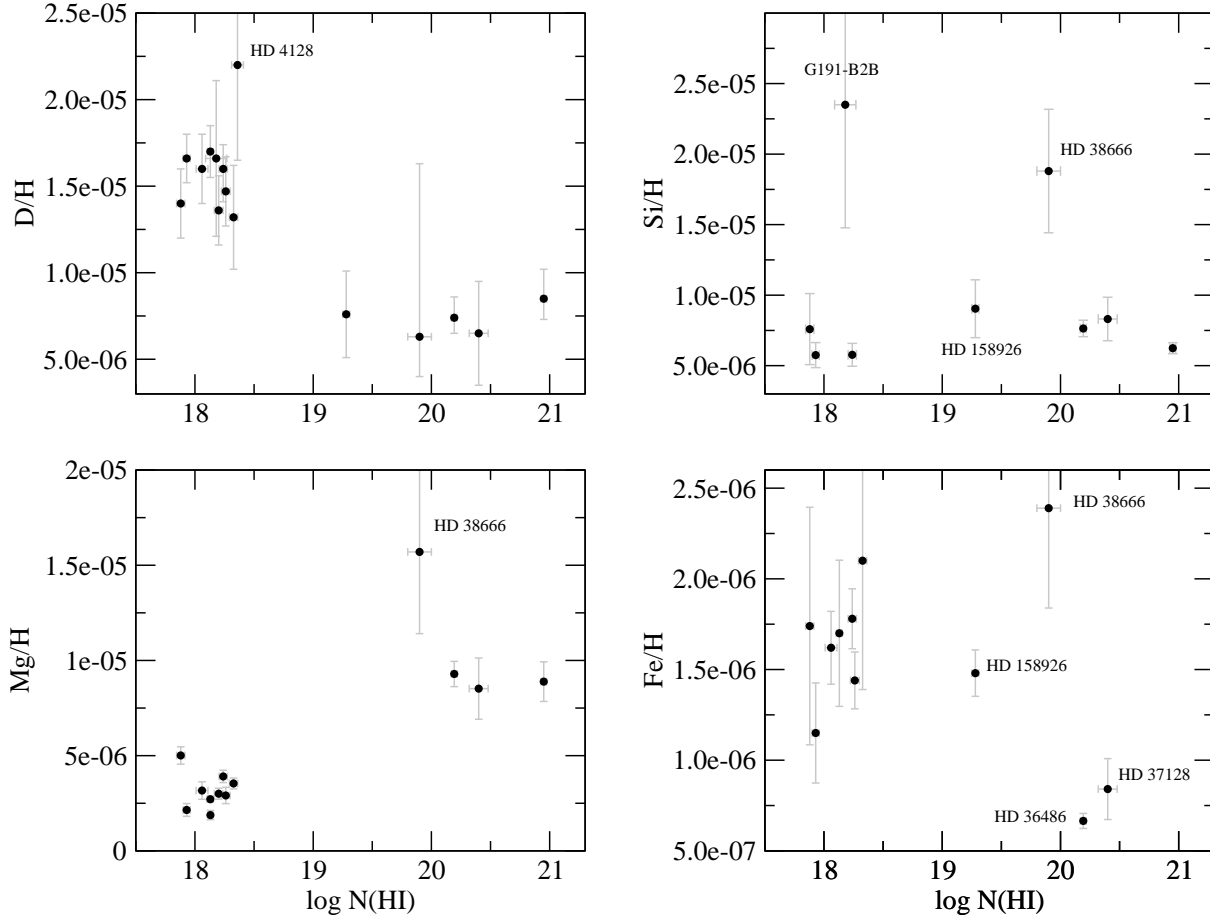 2.5e-05
2.0e-05
1.5e-05
1.0e-05
5.0e-06
D/H
HD 4128
18 19 20 21
2.5e-05
2.0e-05
1.5e-05
1.0e-05
5.0e-06
Si/H
G191-B2B
HD 38666
HD 158926
18 19 20 21
2e-05
1.5e-05
1e-05
5e-06
0
Mg/H
HD 38666
18 19 20 21
log N(HI)
2.5e-06
2.0e-06
1.5e-06
1.0e-06
5.0e-07
Fe/H
HD 38666
HD 158926
HD 37128
HD 36486
18 19 20 21
log N(HI)